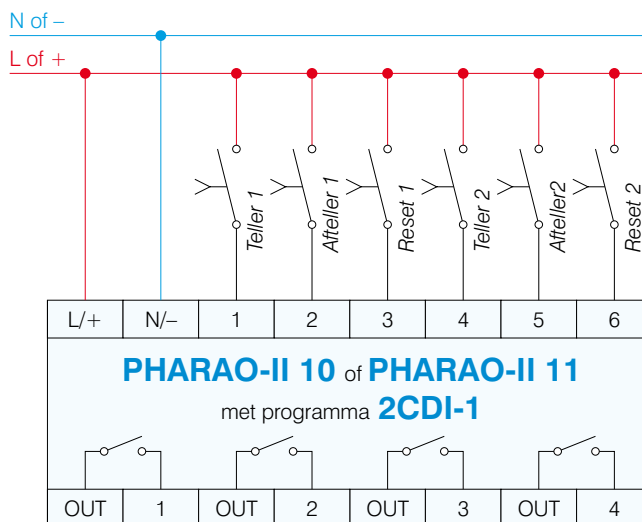 N of –
L of +
Teller 1
Afteller 1
Reset 1
Teller 2
Afteller2
Reset 2
L/+ N/– 1 2 3 4 5 6
PHARAO-II 10 of PHARAO-II 11
met programma 2CDI-1
OUT 1 OUT 2 OUT 3 OUT 4